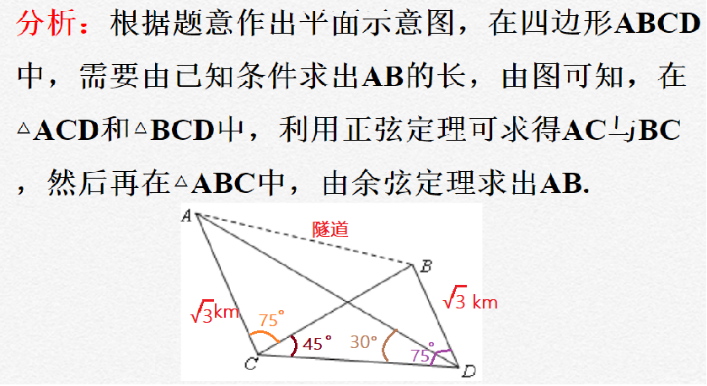 分析：根据题意作出平面示意图，在四边形ABCD
中，需要由已知条件求出AB的长，由图可知，在
△ACD和△BCD中，利用正弦定理可求得AC与BC
，然后再在△ABC中，由余弦定理求出AB.
A
隧道
B
√3km
75°
√3 km
45°
30°
75°
C
D